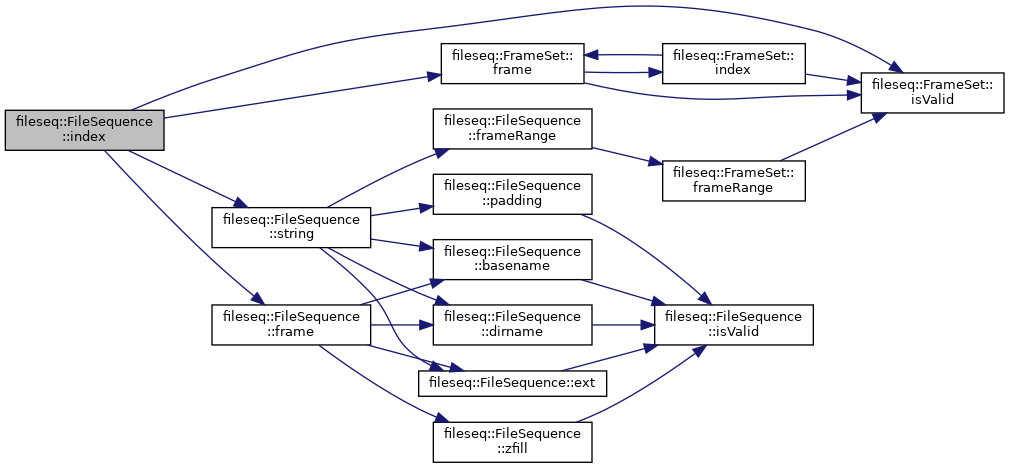 fileseq::FileSequence
::index
fileseq::FrameSet::
frame
fileseq::FrameSet::
index
fileseq::FrameSet::
isValid
fileseq::FileSequence
::frameRange
fileseq::FrameSet::
frameRange
fileseq::FileSequence
::padding
fileseq::FileSequence
::string
fileseq::FileSequence
::basename
fileseq::FileSequence
::frame
fileseq::FileSequence
::dirname
fileseq::FileSequence
::isValid
fileseq::FileSequence::ext
fileseq::FileSequence
::zfill